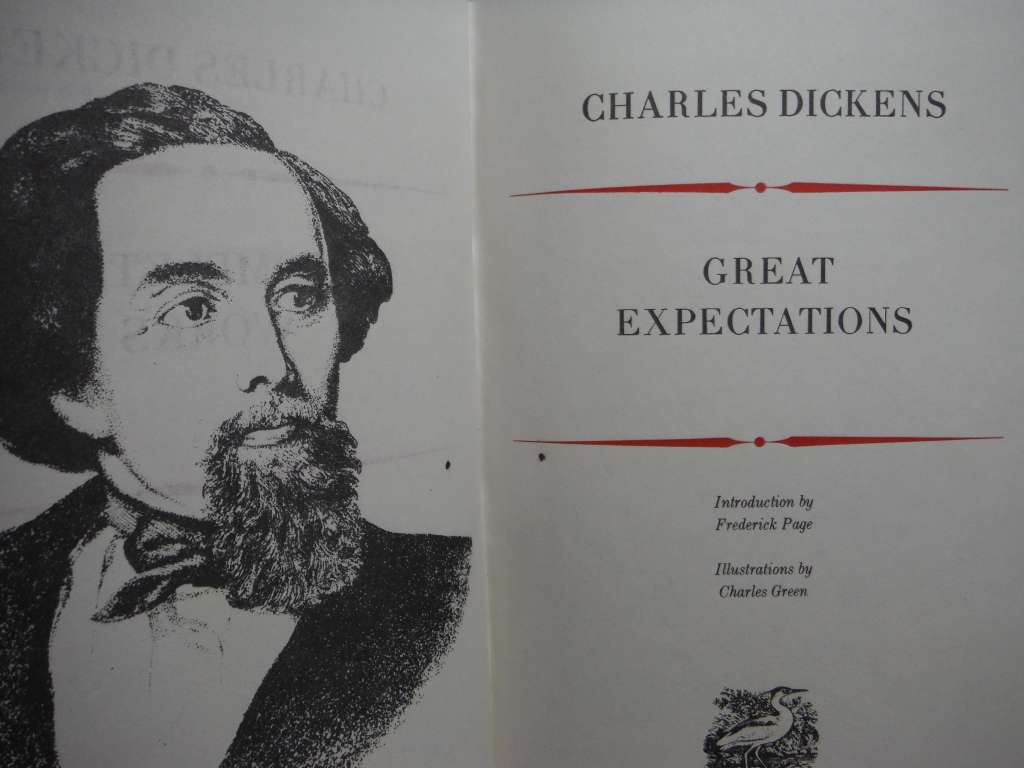 CHARLES DICKENS
GREAT
EXPECTATIONS
Introduction by
Frederick Page
Illustrations by
Charles Green